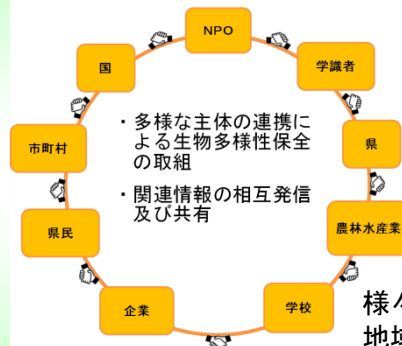 NPO
国
学識者
市町村
県
・多様な主体の連携に
よる生物多様性保全
の取組
・関連情報の相互発信
及び共有
県民
農林水産業
企業
学校
様々
地域